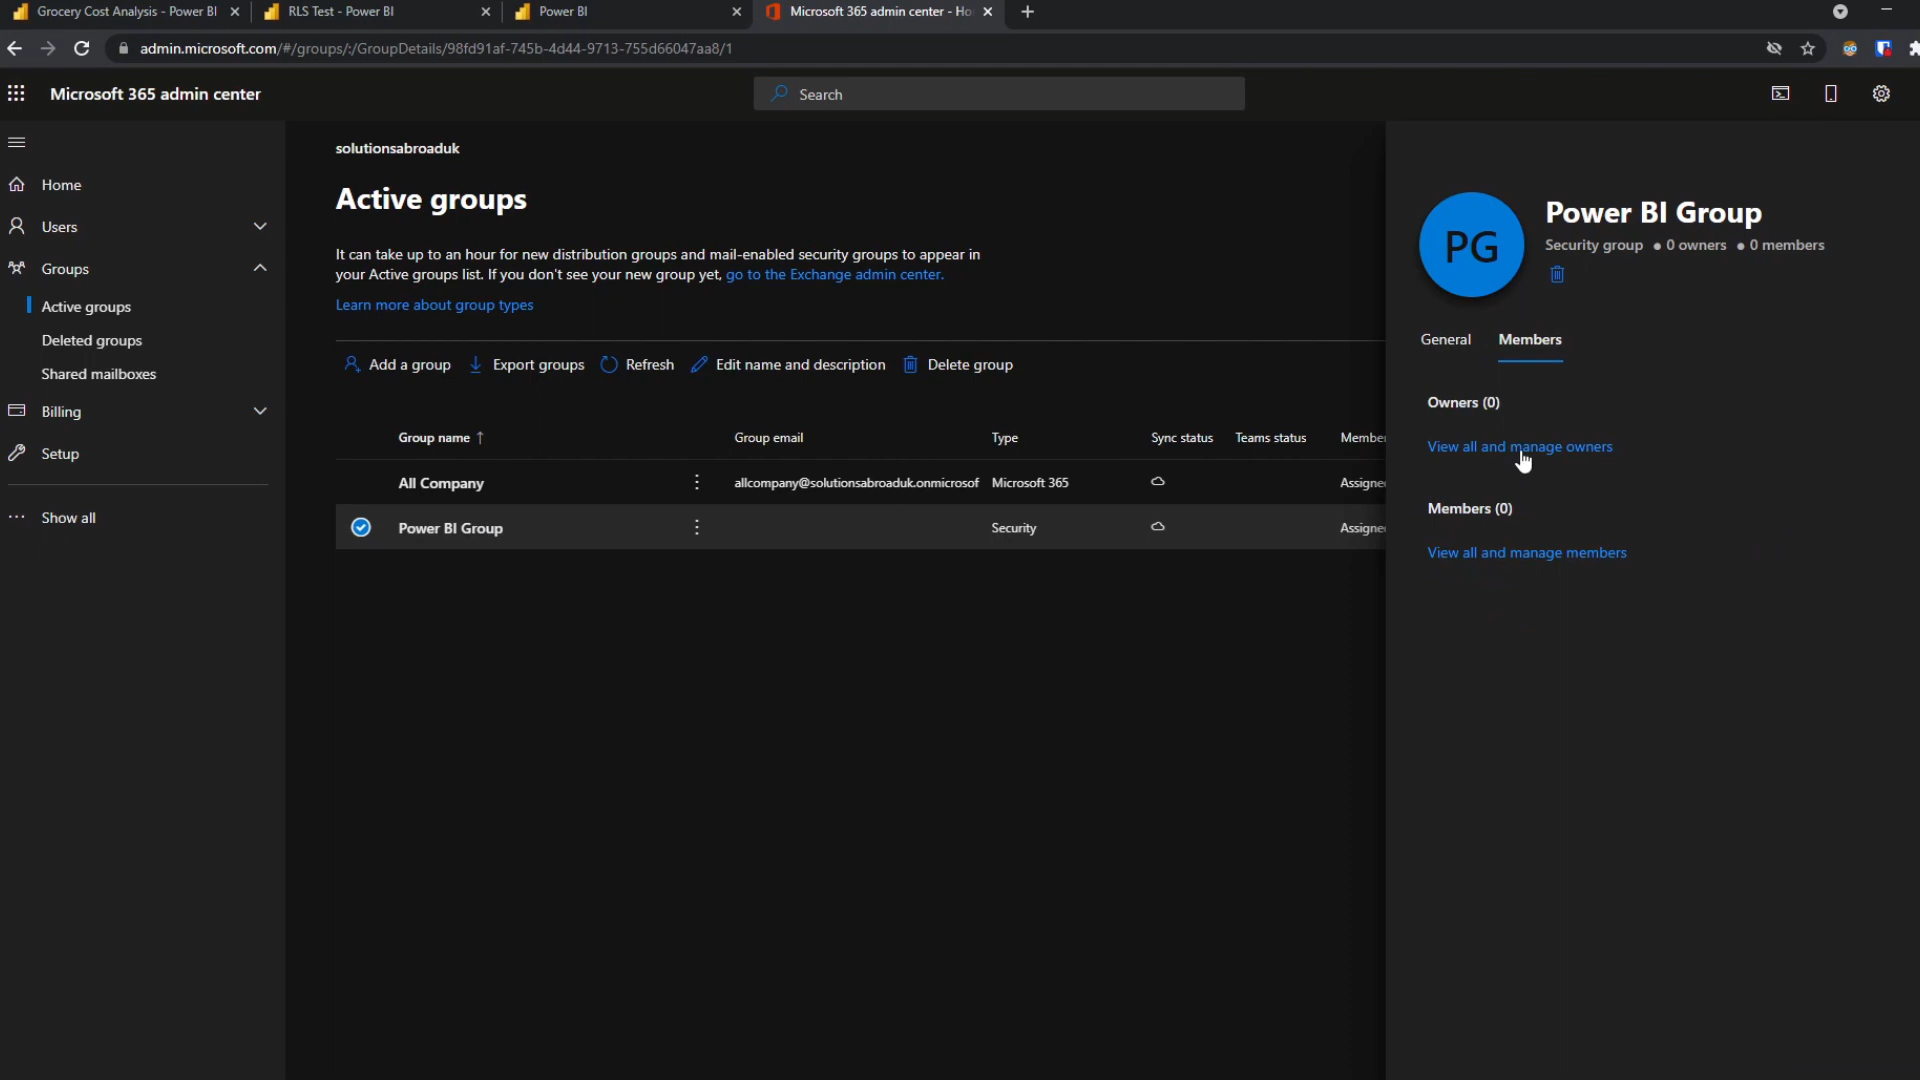 Grocery Cost Analysis - Power BI
RLS Test - Power BI
Power BI
Microsoft 365 admin center - Ho
admin.microsoft.com/#/groups/:/GroupDetails/98fd91af-745b-4d44-9713-755d66047aa8/1
Microsoft 365 admin center
Search
Home
Users
Groups
Active groups
Deleted groups
Shared mailboxes
Billing
Setup
Show all
solutionsabroaduk
Active groups
It can take up to an hour for new distribution groups and mail-enabled security groups to appear in
your Active groups list. If you don't see your new group yet, go to the Exchange admin center.
Learn more about group types
Add a group
Export groups
Refresh
Edit name and description
Delete group
Group name ↑ Group email Type Sync status Teams status Member
All Company allcompany@solutionsabroaduk.onmicrosof Microsoft 365 Assigned
Power BI Group Security Assigned
PG
Power BI Group
Security group • 0 owners • 0 members
General
Members
Owners (0)
View all and manage owners
Members (0)
View all and manage members